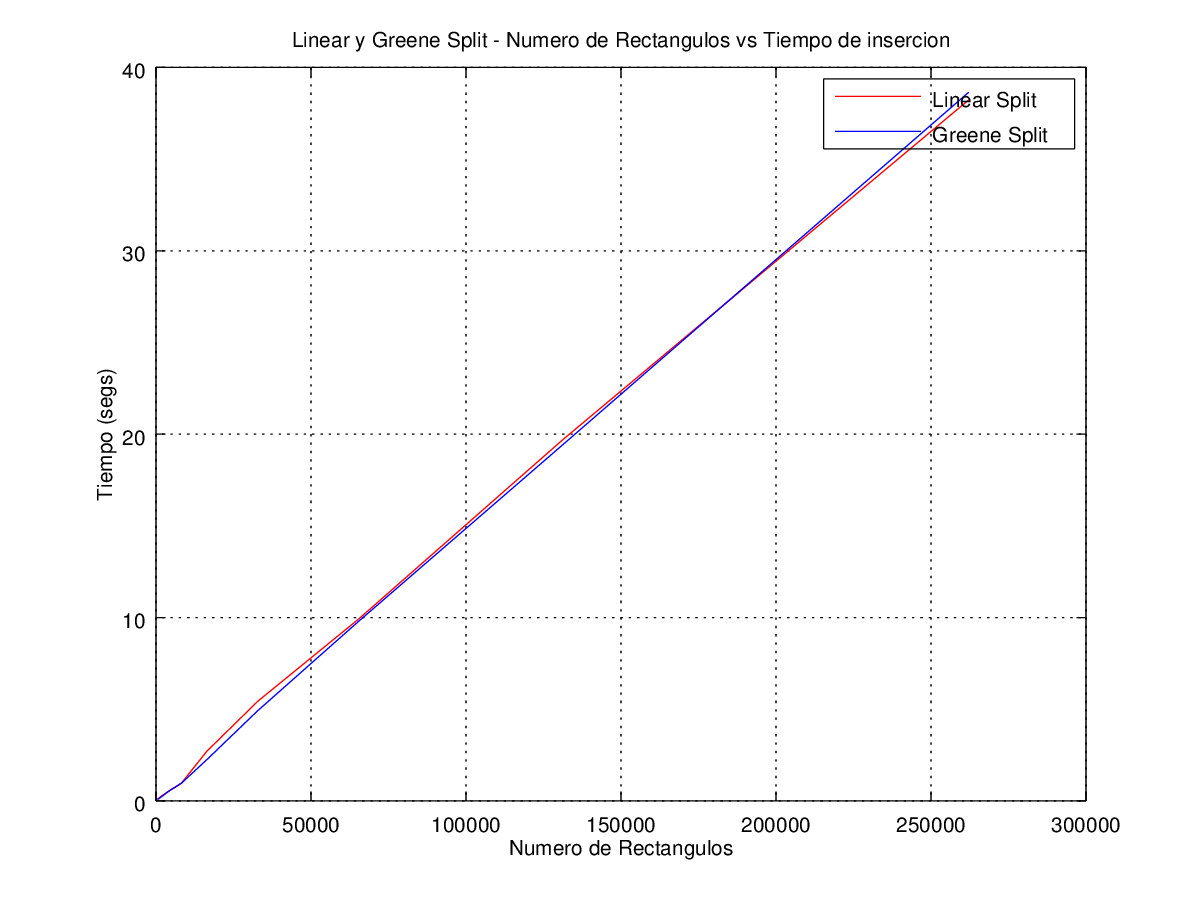 Linear y Greene Split - Numero de Rectangulos vs Tiempo de insercion
40
Linear Split
Greene Split
30
20
10
0
Tiempo (segs)
0 50000 100000 150000 200000 250000 300000
Numero de Rectangulos